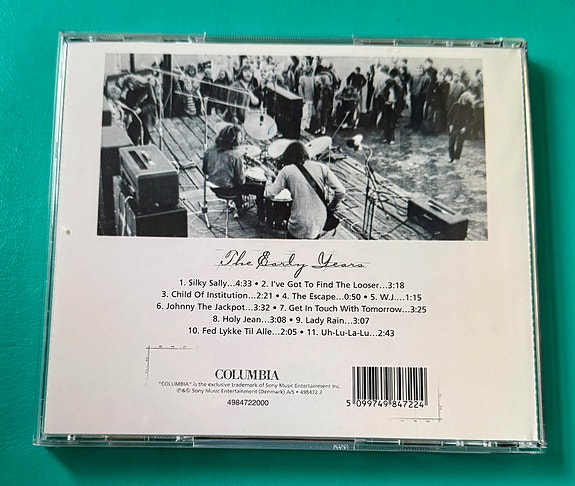 The Early Years
1. Silky Sally...4:33 • 2. I've Got To Find The Looser...3:18
3. Child Of Institution...2:21 • 4. The Escape...0:50 • 5. W.J....1:15
6. Johnny The Jackpot...3:32 • 7. Get In Touch With Tomorrow...3:25
8. Holy Jean...3:08 • 9. Lady Rain...3:07
10. Fed Lykke Til Alle...2:05 • 11. Uh-Lu-La-Lu...2:43
COLUMBIA
"COLUMBIA" is the exclusive trademark of Sony Music Entertainment Inc.
℗&© Sony Music Entertainment (Denmark) A/S • 498472 2
4984722000
5 099749 847224